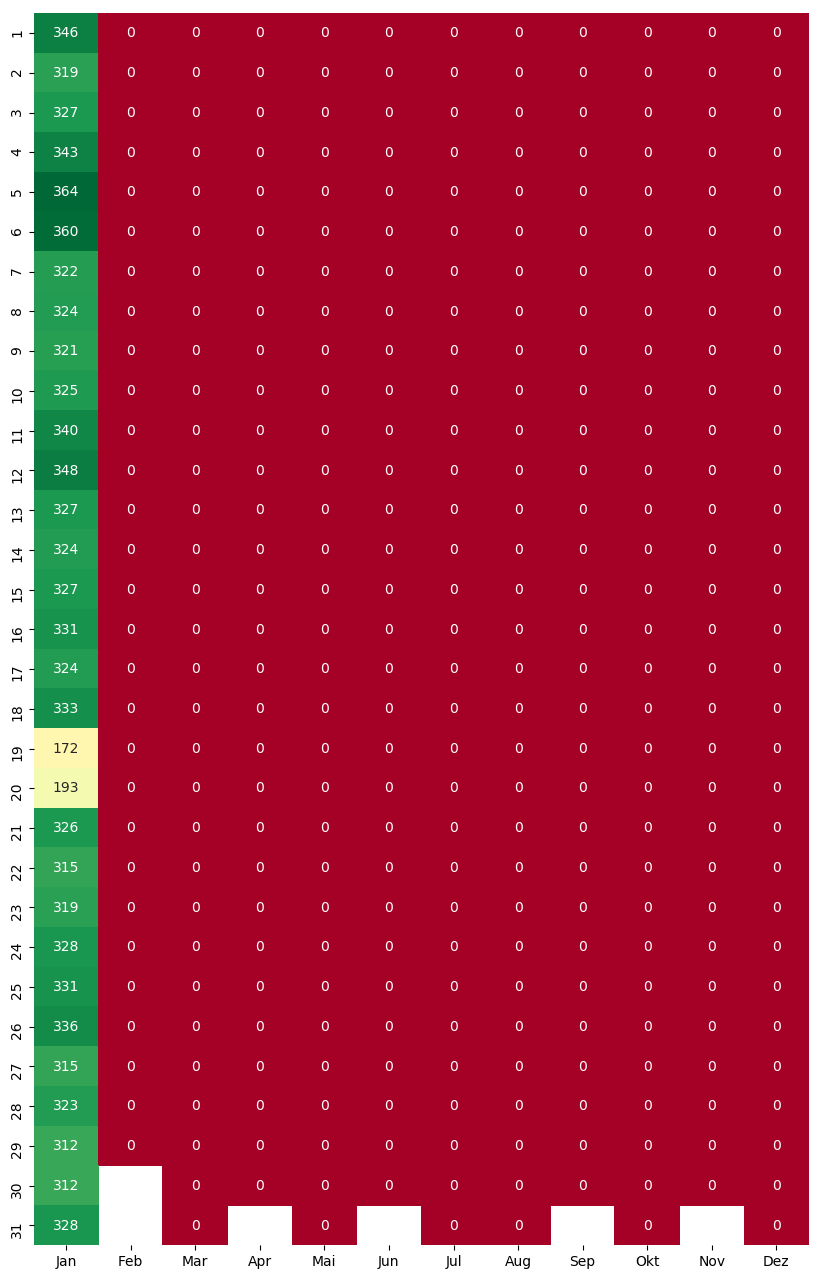 1 346 0 0 0 0 0 0 0 0 0 0 0
2 319 0 0 0 0 0 0 0 0 0 0 0
3 327 0 0 0 0 0 0 0 0 0 0 0
4 343 0 0 0 0 0 0 0 0 0 0 0
5 364 0 0 0 0 0 0 0 0 0 0 0
6 360 0 0 0 0 0 0 0 0 0 0 0
7 322 0 0 0 0 0 0 0 0 0 0 0
8 324 0 0 0 0 0 0 0 0 0 0 0
9 321 0 0 0 0 0 0 0 0 0 0 0
10 325 0 0 0 0 0 0 0 0 0 0 0
11 340 0 0 0 0 0 0 0 0 0 0 0
12 348 0 0 0 0 0 0 0 0 0 0 0
13 327 0 0 0 0 0 0 0 0 0 0 0
14 324 0 0 0 0 0 0 0 0 0 0 0
15 327 0 0 0 0 0 0 0 0 0 0 0
16 331 0 0 0 0 0 0 0 0 0 0 0
17 324 0 0 0 0 0 0 0 0 0 0 0
18 333 0 0 0 0 0 0 0 0 0 0 0
19 172 0 0 0 0 0 0 0 0 0 0 0
20 193 0 0 0 0 0 0 0 0 0 0 0
21 326 0 0 0 0 0 0 0 0 0 0 0
22 315 0 0 0 0 0 0 0 0 0 0 0
23 319 0 0 0 0 0 0 0 0 0 0 0
24 328 0 0 0 0 0 0 0 0 0 0 0
25 331 0 0 0 0 0 0 0 0 0 0 0
26 336 0 0 0 0 0 0 0 0 0 0 0
27 315 0 0 0 0 0 0 0 0 0 0 0
28 323 0 0 0 0 0 0 0 0 0 0 0
29 312 0 0 0 0 0 0 0 0 0 0 0
30 312 0 0 0 0 0 0 0 0 0 0
31 328 0 0 0 0 0 0
Jan Feb Mar Apr Mai Jun Jul Aug Sep Okt Nov Dez